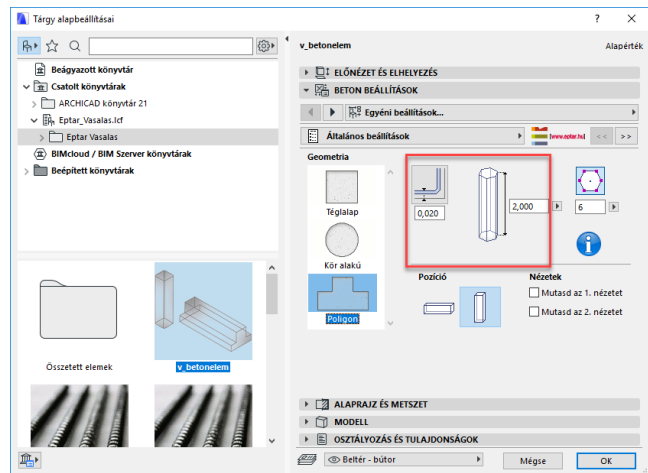 Tárgy alapbeállításai
? ×
Beágyazott könyvtár
Csatolt könyvtárak
ARCHICAD könyvtár 21
Eptar_Vasalas.lcf
Eptar Vasalas
BIMcloud / BIM Szerver könyvtárak
Beépített könyvtárak
Összetett elemek
v_betonelem
v_betonelem
Alapérték
ELŐNÉZET ÉS ELHELYEZÉS
BETON BEÁLLÍTÁSOK
Egyéni beállítások...
Általános beállítások
www.eptar.hu
<< >>
Geometria
Téglalap
Kör alakú
Poligon
0,020
2,000
6
Pozíció
Nézetek
Mutasd az 1. nézetet
Mutasd az 2. nézetet
ALAPRAJZ ÉS METSZET
MODELL
OSZTÁLYOZÁS ÉS TULAJDONSÁGOK
Beltér - bútor
Mégse
OK